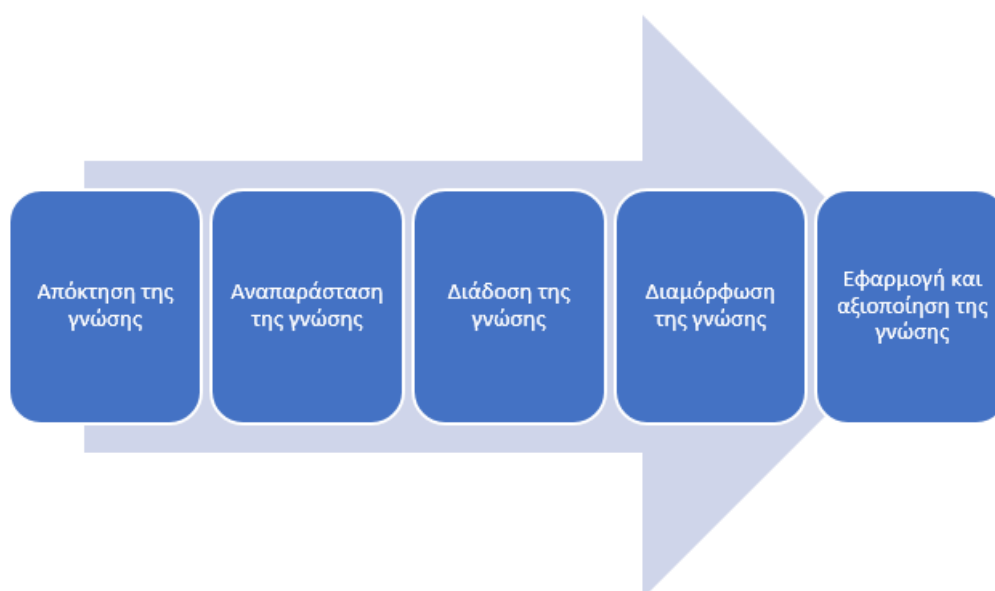 Απόκτηση της
γνώσης
Αναπαράσταση
της γνώσης
Διάδοση της
γνώσης
Διαμόρφωση
της γνώσης
Εφαρμογή και
αξιοποίηση της
γνώσης